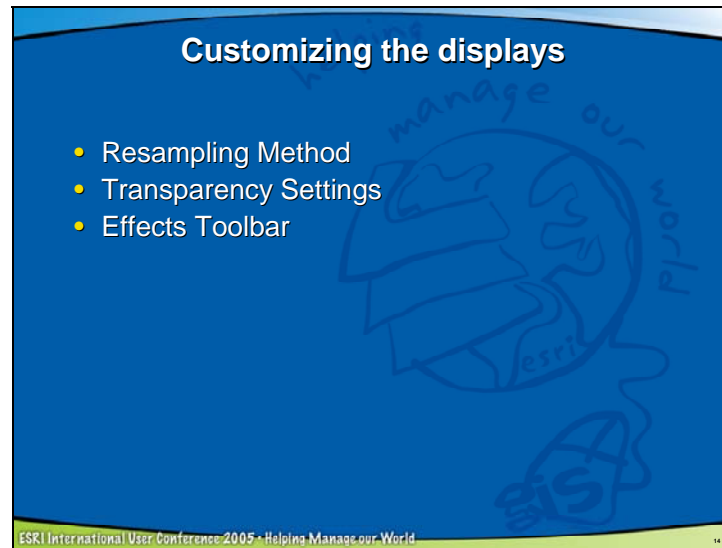 Customizing the displays
helping
manage our
world
• Resampling Method
• Transparency Settings
• Effects Toolbar
esri
gis
ESRI International User Conference 2005 • Helping Manage our World
14